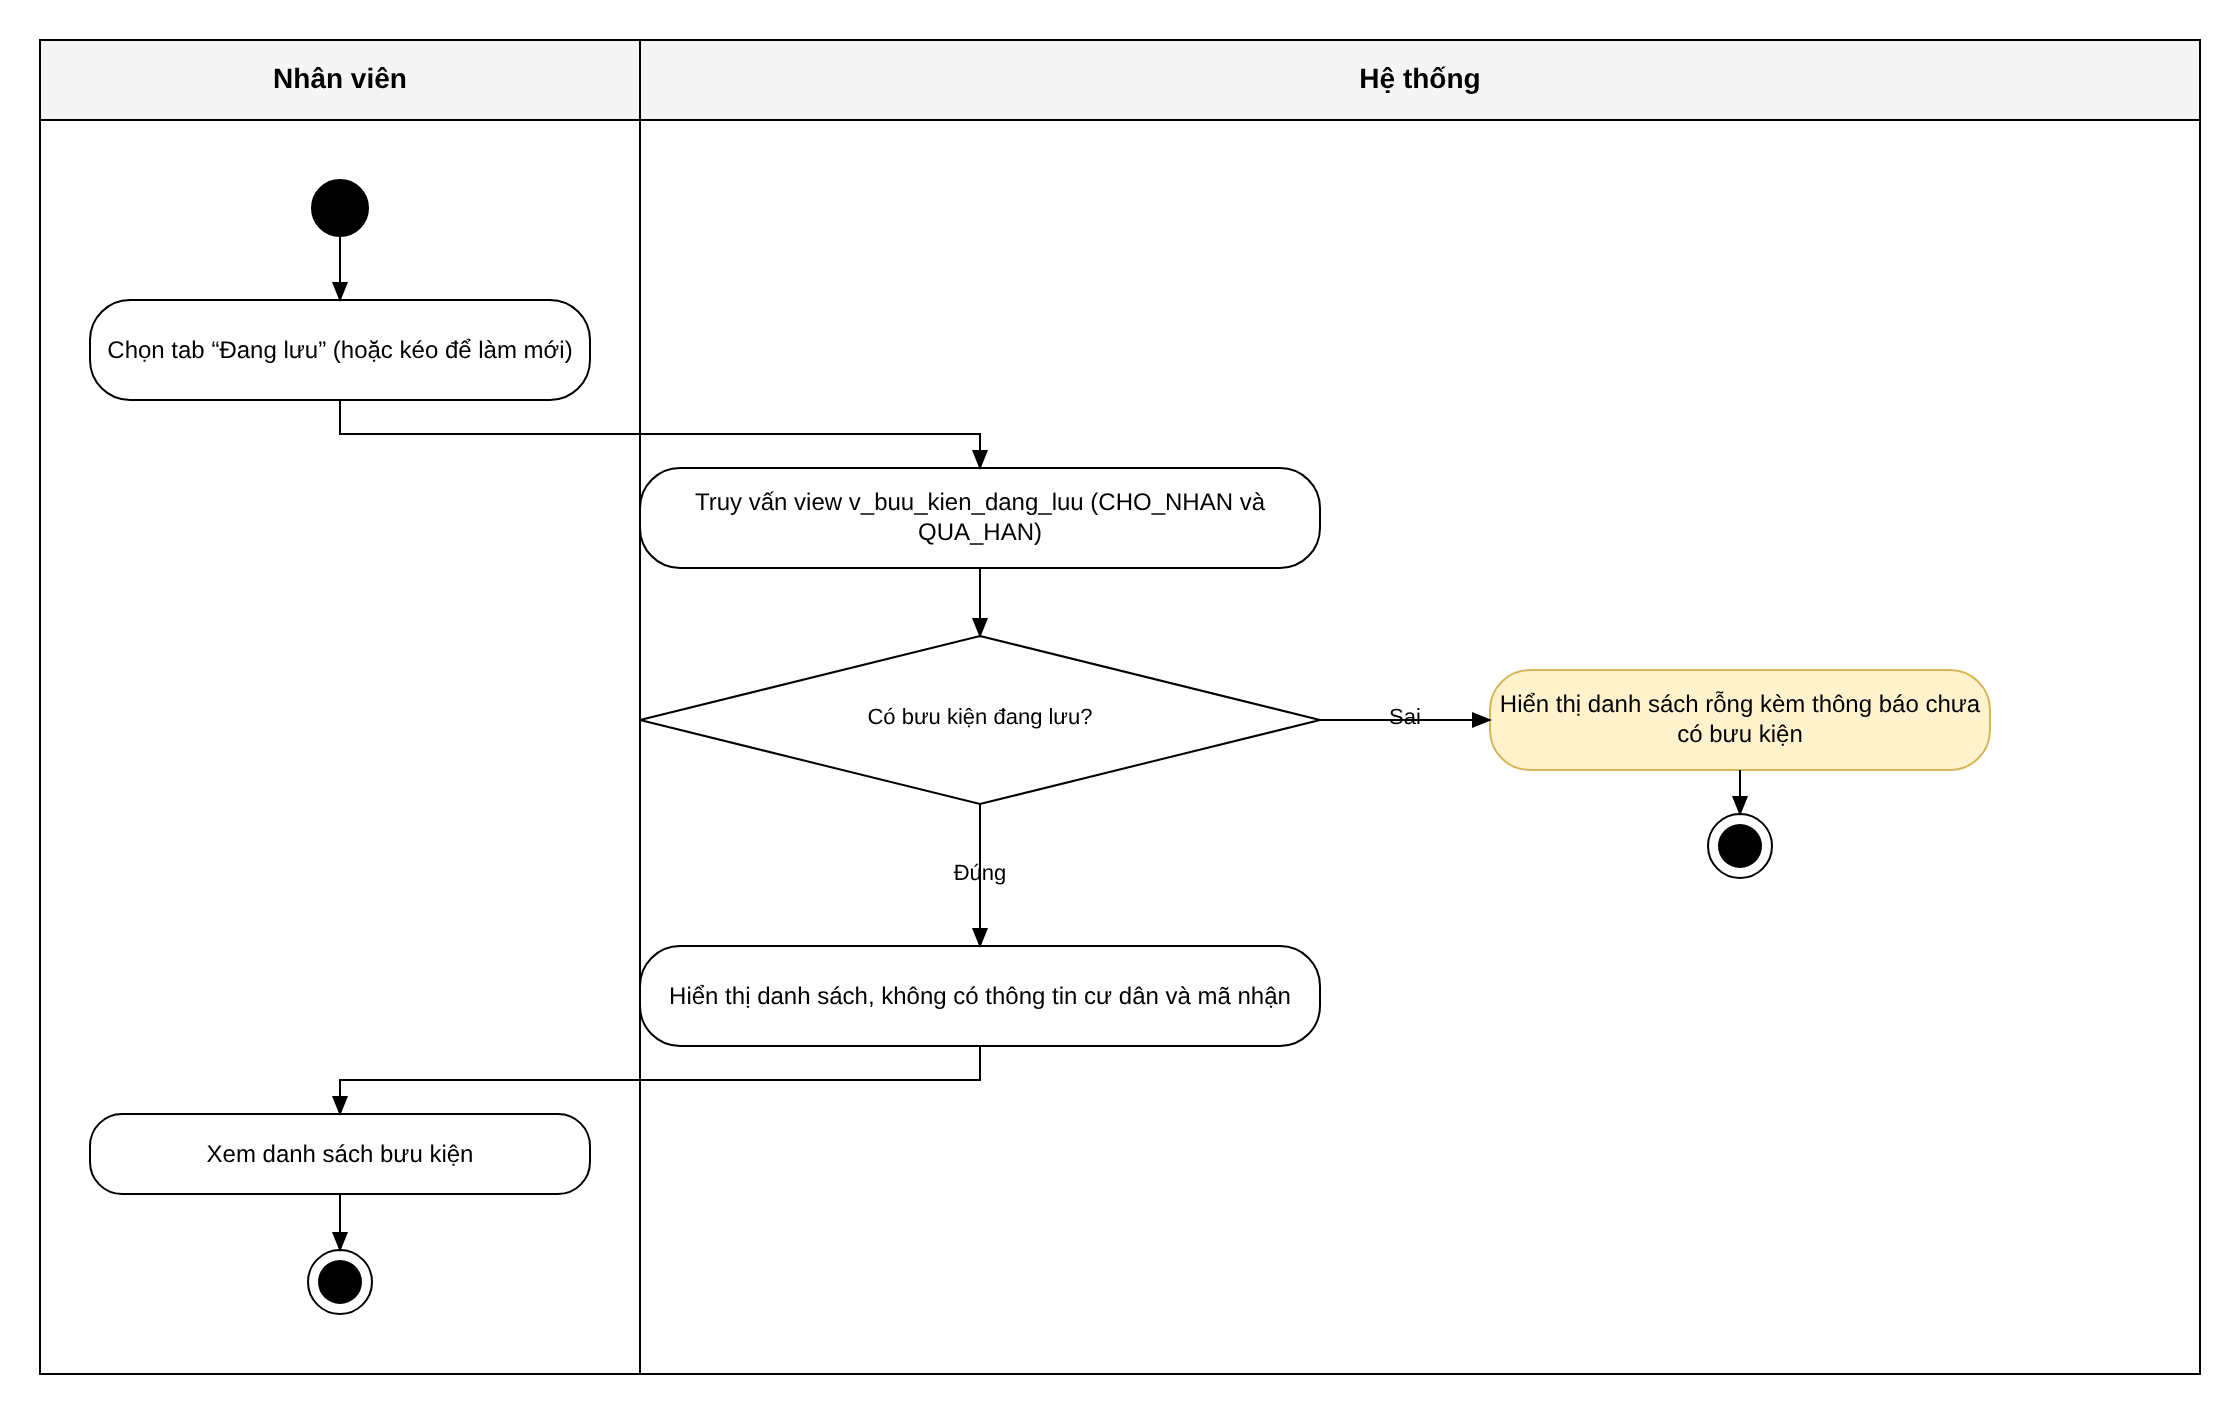 Nhân viên
Hệ thống
Chọn tab “Đang lưu” (hoặc kéo để làm mới)
Truy vấn view v_buu_kien_dang_luu (CHO_NHAN và
QUA_HAN)
Có bưu kiện đang lưu?
Sai
Hiển thị danh sách rỗng kèm thông báo chưa
có bưu kiện
Đúng
Hiển thị danh sách, không có thông tin cư dân và mã nhận
Xem danh sách bưu kiện